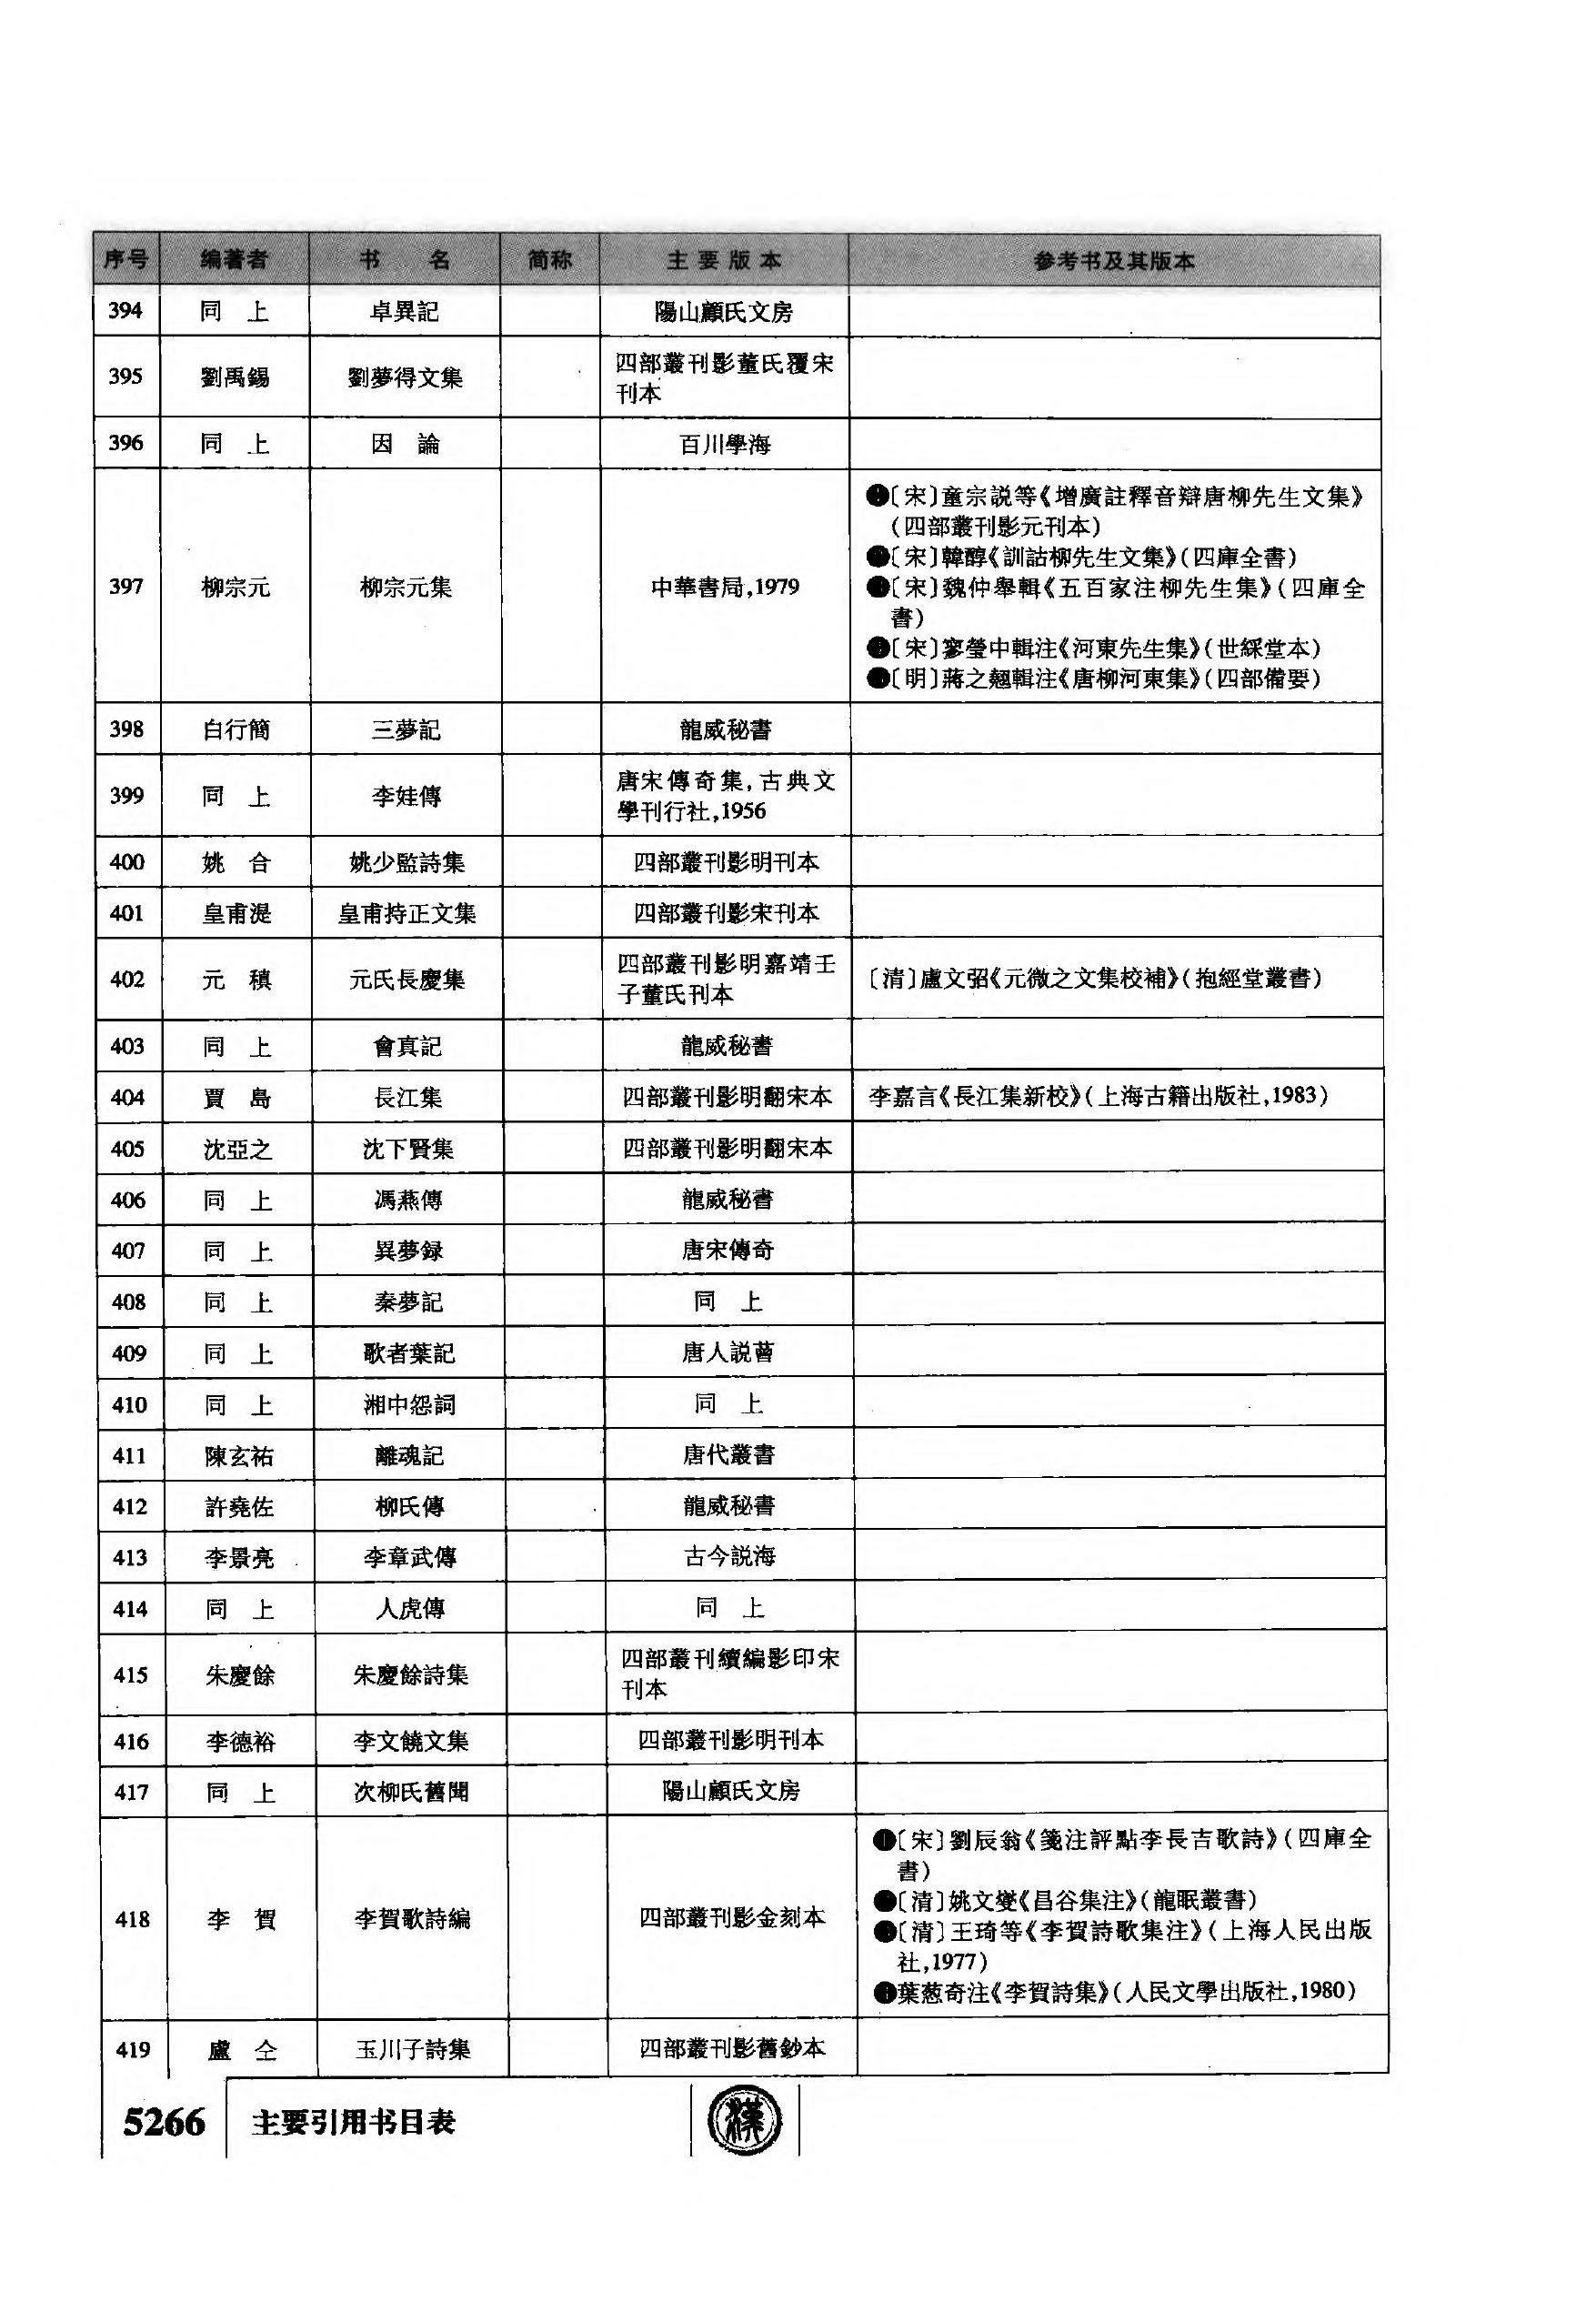 序号 编著者 书 名 简称 主要版本 参考书及其版本
394 同 上 卓異記 陽山顧氏文房
395 劉禹錫 劉夢得文集 四部叢刊影董氏覆宋
刊本
396 同 上 因 論 百川學海
397 柳宗元 柳宗元集 中華書局,1979
●〔宋〕童宗説等《增廣註釋音辯唐柳先生文集》
(四部叢刊影元刊本)
●〔宋〕韓醇《訓詁柳先生文集》(四庫全書)
●〔宋〕魏仲舉輯《五百家注柳先生集》(四庫全
書)
●〔宋〕廖瑩中輯注《河東先生集》(世綵堂本)
●〔明〕蔣之翹輯注《唐柳河東集》(四部備要)
398 白行簡 三夢記 龍威秘書
399 同 上 李娃傳 唐宋傳奇集,古典文
學刊行社,1956
400 姚 合 姚少監詩集 四部叢刊影明刊本
401 皇甫湜 皇甫持正文集 四部叢刊影宋刊本
402 元 稹 元氏長慶集 四部叢刊影明嘉靖壬
子董氏刊本 〔清〕盧文弨《元微之文集校補》(抱經堂叢書)
403 同 上 會真記 龍威秘書
404 賈 島 長江集 四部叢刊影明翻宋本 李嘉言《長江集新校》(上海古籍出版社,1983)
405 沈亞之 沈下賢集 四部叢刊影明翻宋本
406 同 上 馮燕傳 龍威秘書
407 同 上 異夢録 唐宋傳奇
408 同 上 秦夢記 同 上
409 同 上 歌者葉記 唐人説薈
410 同 上 湘中怨詞 同 上
411 陳玄祐 離魂記 唐代叢書
412 許堯佐 柳氏傳 龍威秘書
413 李景亮 李章武傳 古今説海
414 同 上 人虎傳 同 上
415 朱慶餘 朱慶餘詩集 四部叢刊續編影印宋
刊本
416 李德裕 李文饒文集 四部叢刊影明刊本
417 同 上 次柳氏舊聞 陽山顧氏文房
418 李 賀 李賀歌詩編 四部叢刊影金刻本
❶〔宋〕劉辰翁《箋注評點李長吉歌詩》(四庫全
書)
●〔清〕姚文燮《昌谷集注》(龍眠叢書)
●〔清〕王琦等《李賀詩歌集注》(上海人民出版
社,1977)
●葉葱奇注《李賀詩集》(人民文學出版社,1980)
419 盧 仝 玉川子詩集 四部叢刊影舊鈔本
5266 主要引用书目表 漢